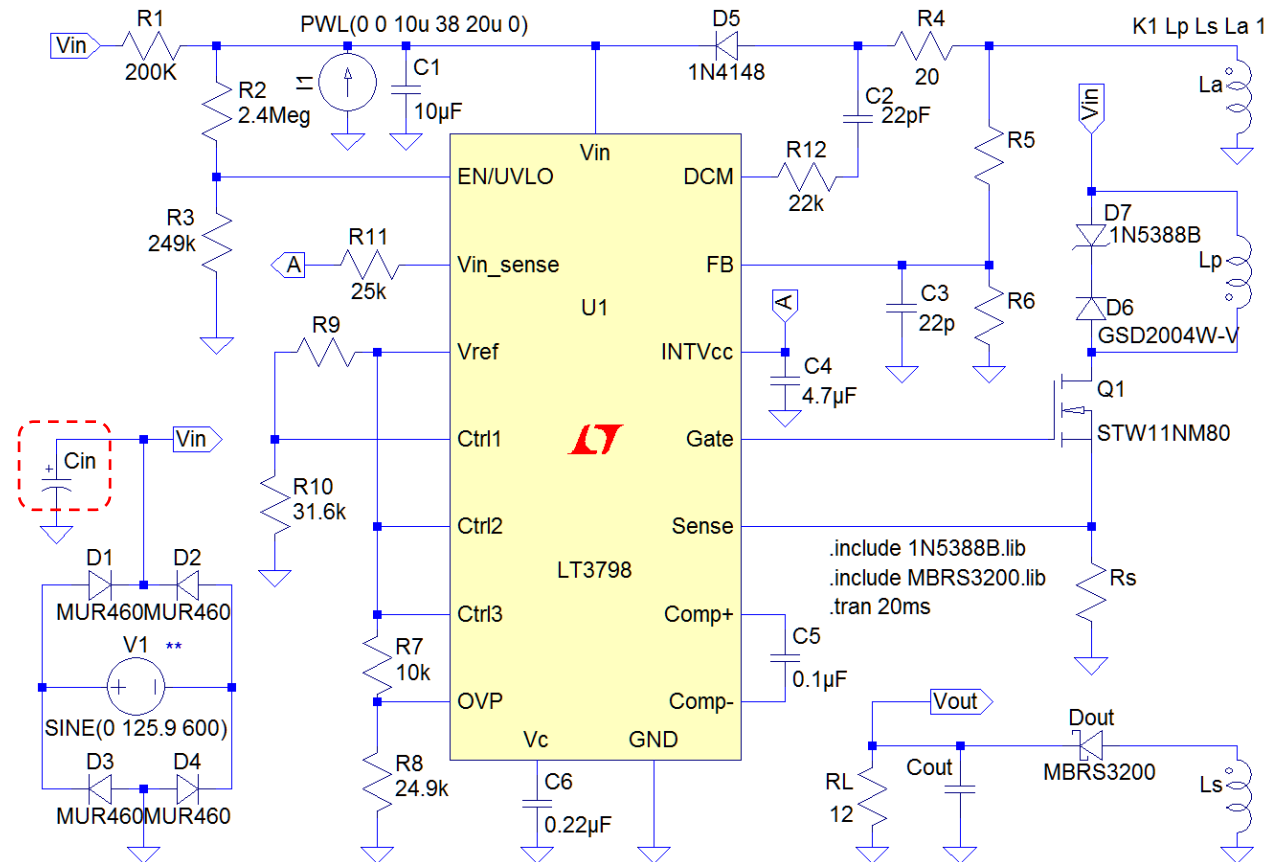 R1
PWL(0 0 10u 38 20u 0)
D5
R4
K1 Lp Ls La 1
Vin
200K
1N4148
20
R2
2.4Meg
I1
C1
10µF
C2
22pF
R5
Vin
La
Vin
EN/UVLO
DCM
R12
22k
R3
249k
R11
25k
A
Vin_sense
FB
U1
C3
22p
R6
D7
1N5388B
Lp
D6
GSD2004W-V
R9
Vref
INTVcc
A
C4
4.7µF
Q1
STW11NM80
Vin
Cin
+
Ctrl1
Gate
R10
31.6k
Ctrl2
Sense
.include 1N5388B.lib
.include MBRS3200.lib
.tran 20ms
Rs
D1
D2
MUR460
MUR460
LT3798
Ctrl3
Comp+
V1
**
+
R7
10k
C5
0.1µF
OVP
Comp-
SINE(0 125.9 600)
Vc
GND
Vout
Dout
MBRS3200
D3
D4
MUR460
MUR460
R8
24.9k
C6
0.22µF
RL
12
Cout
Ls